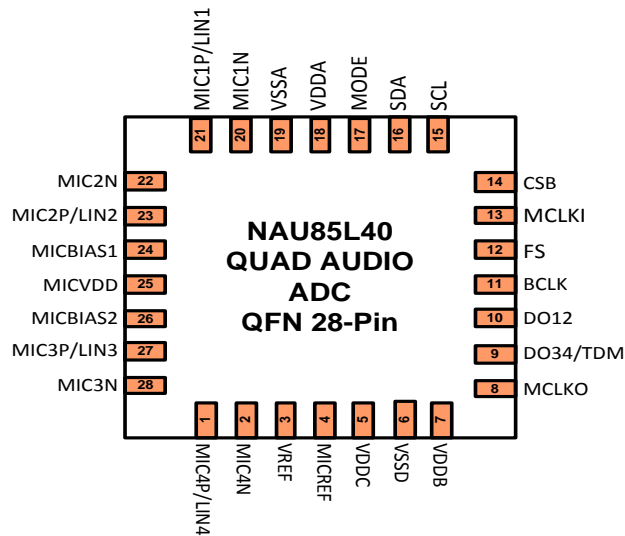 MIC1P/LIN1
MIC1N
VSSA
VDDA
MODE
SDA
SCL
21
20
19
18
17
16
15
MIC2N 22
MIC2P/LIN2 23
MICBIAS1 24
MICVDD 25
MICBIAS2 26
MIC3P/LIN3 27
MIC3N 28
NAU85L40
QUAD AUDIO
ADC
QFN 28-Pin
14 CSB
13 MCLKI
12 FS
11 BCLK
10 DO12
9 DO34/TDM
8 MCLKO
1
2
3
4
5
6
7
MIC4P/LIN4
MIC4N
VREF
MICREF
VDDC
VSSD
VDDB